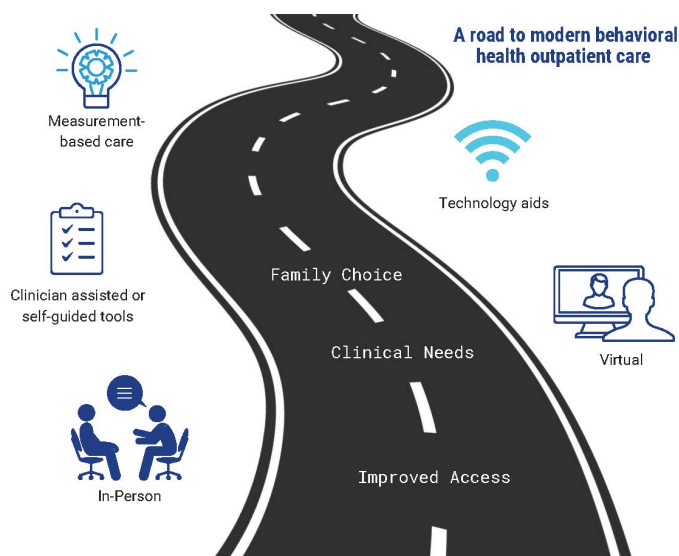 A road to modern behavioral
health outpatient care
Measurement-
based care
Technology aids
Family Choice
Clinician assisted or
self-guided tools
Clinical Needs
Virtual
Improved Access
In-Person